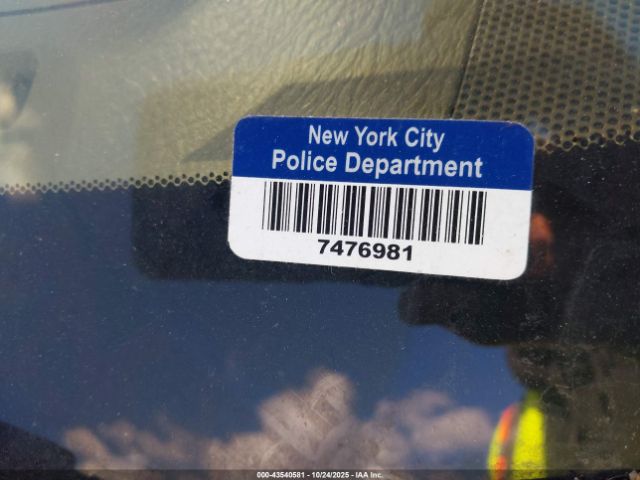 New York City
Police Department
7476981
000-43540581 - 10/24/2025 - IAA Inc.